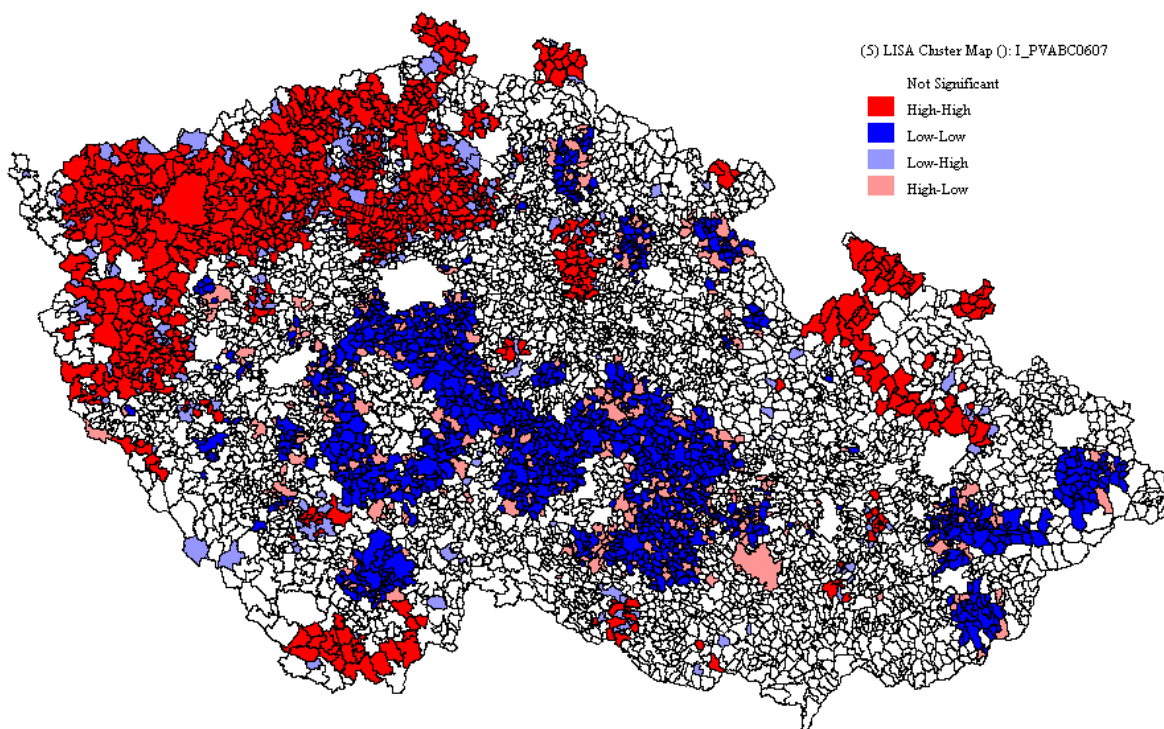 (5) LISA Cluster Map (): I_PVABC0607
Not Significant
High-High
Low-Low
Low-High
High-Low